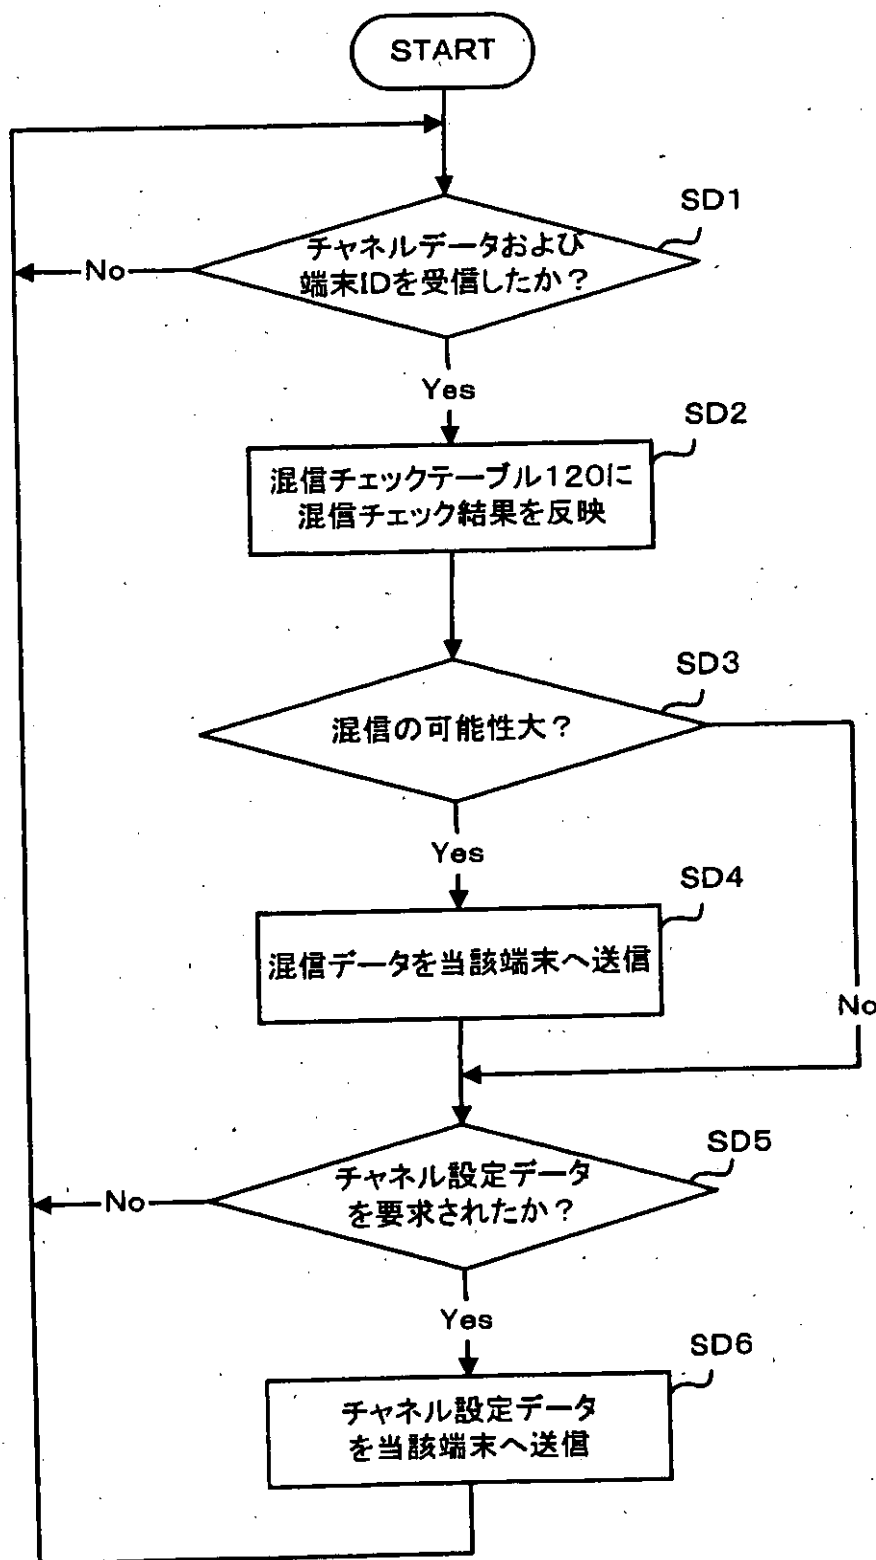 START
SD1
チャネルデータおよび
端末IDを受信したか？
No
Yes
SD2
混信チェックテーブル120に
混信チェック結果を反映
SD3
混信の可能性大？
Yes
SD4
混信データを当該端末へ送信
No
SD5
チャネル設定データ
を要求されたか？
No
Yes
SD6
チャネル設定データ
を当該端末へ送信